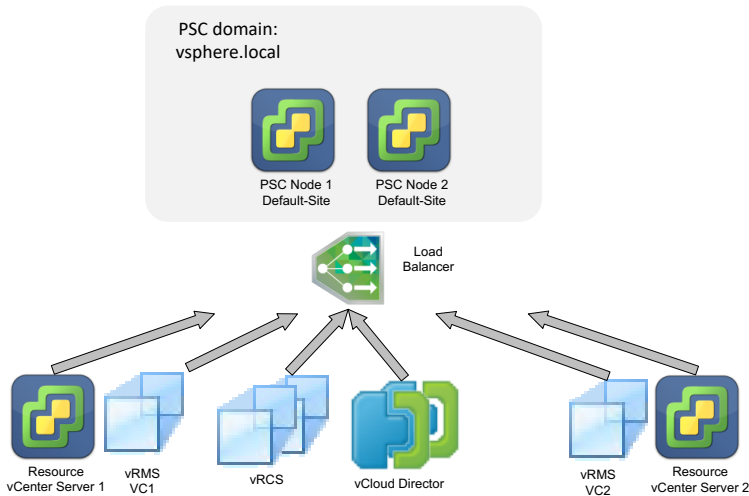 PSC domain:
vsphere.local
PSC Node 1
Default-Site
PSC Node 2
Default-Site
Load
Balancer
Resource
vCenter Server 1
vRMS
VC1
vRCS
vCloud Director
vRMS
VC2
Resource
vCenter Server 2